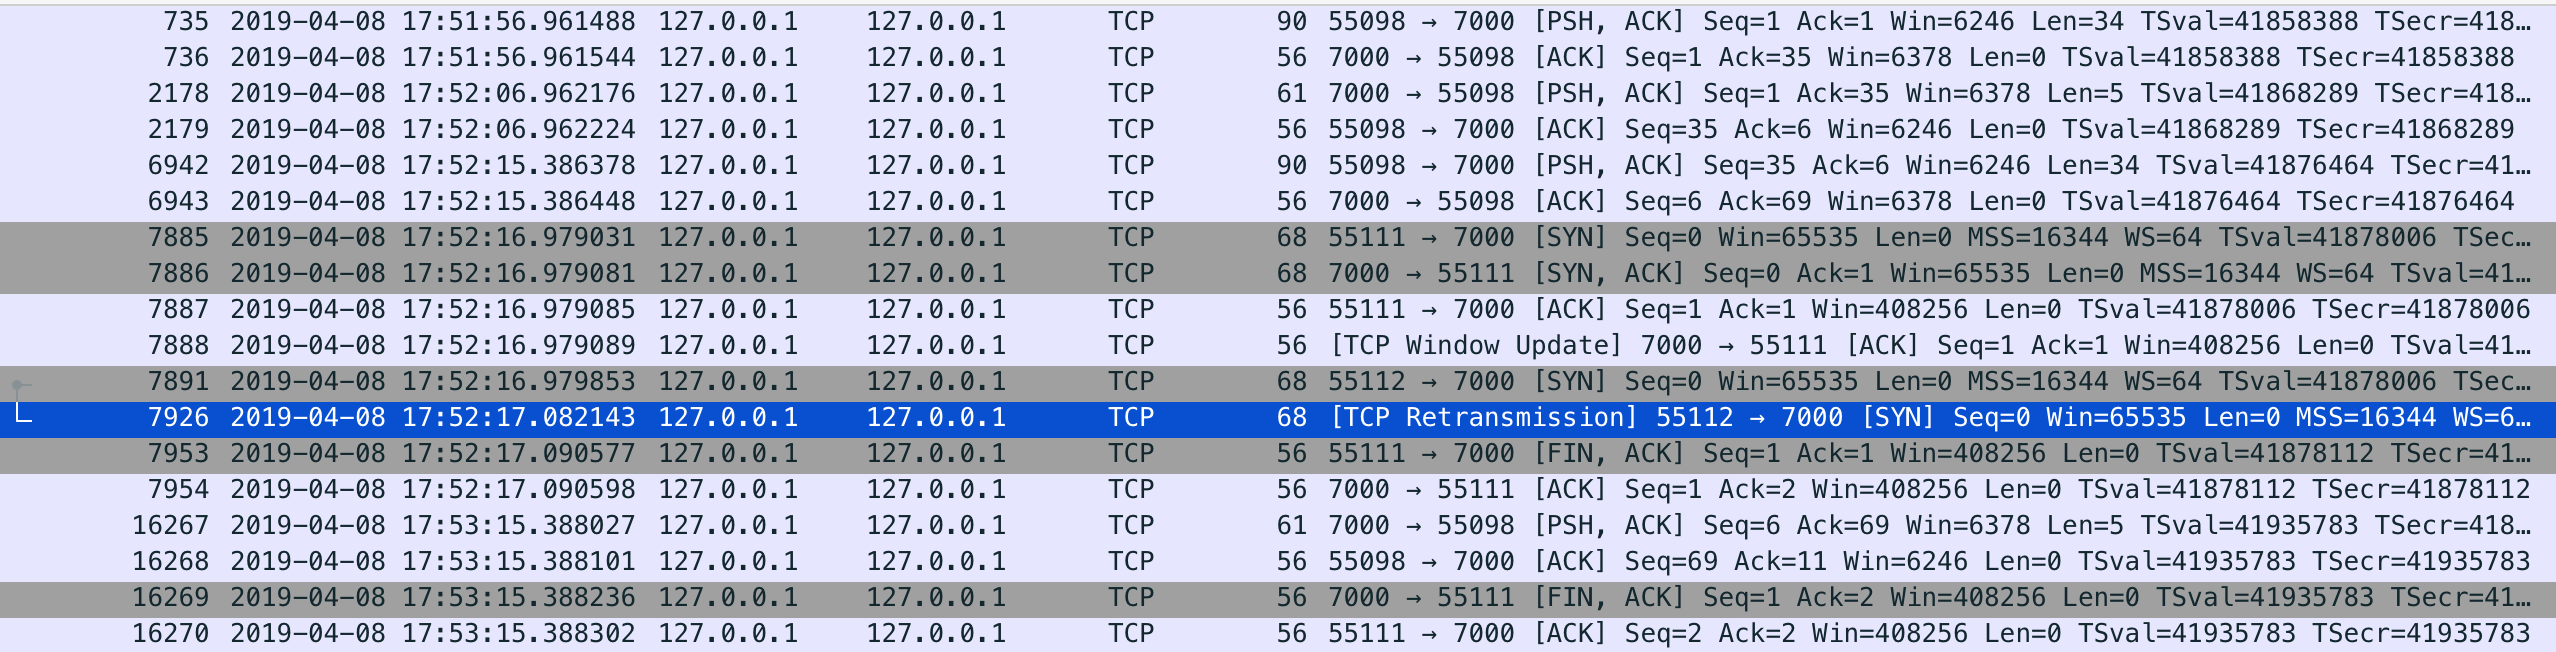 735 2019-04-08 17:51:56.961488 127.0.0.1 127.0.0.1 TCP 90 55098 → 7000 [PSH, ACK] Seq=1 Ack=1 Win=6246 Len=34 TSval=41858388 TSecr=418…
736 2019-04-08 17:51:56.961544 127.0.0.1 127.0.0.1 TCP 56 7000 → 55098 [ACK] Seq=1 Ack=35 Win=6378 Len=0 TSval=41858388 TSecr=41858388
2178 2019-04-08 17:52:06.962176 127.0.0.1 127.0.0.1 TCP 61 7000 → 55098 [PSH, ACK] Seq=1 Ack=35 Win=6378 Len=5 TSval=41868289 TSecr=418…
2179 2019-04-08 17:52:06.962224 127.0.0.1 127.0.0.1 TCP 56 55098 → 7000 [ACK] Seq=35 Ack=6 Win=6246 Len=0 TSval=41868289 TSecr=41868289
6942 2019-04-08 17:52:15.386378 127.0.0.1 127.0.0.1 TCP 90 55098 → 7000 [PSH, ACK] Seq=35 Ack=6 Win=6246 Len=34 TSval=41876464 TSecr=41…
6943 2019-04-08 17:52:15.386448 127.0.0.1 127.0.0.1 TCP 56 7000 → 55098 [ACK] Seq=6 Ack=69 Win=6378 Len=0 TSval=41876464 TSecr=41876464
7885 2019-04-08 17:52:16.979031 127.0.0.1 127.0.0.1 TCP 68 55111 → 7000 [SYN] Seq=0 Win=65535 Len=0 MSS=16344 WS=64 TSval=41878006 TSec…
7886 2019-04-08 17:52:16.979081 127.0.0.1 127.0.0.1 TCP 68 7000 → 55111 [SYN, ACK] Seq=0 Ack=1 Win=65535 Len=0 MSS=16344 WS=64 TSval=41…
7887 2019-04-08 17:52:16.979085 127.0.0.1 127.0.0.1 TCP 56 55111 → 7000 [ACK] Seq=1 Ack=1 Win=408256 Len=0 TSval=41878006 TSecr=41878006
7888 2019-04-08 17:52:16.979089 127.0.0.1 127.0.0.1 TCP 56 [TCP Window Update] 7000 → 55111 [ACK] Seq=1 Ack=1 Win=408256 Len=0 TSval=41…
7891 2019-04-08 17:52:16.979853 127.0.0.1 127.0.0.1 TCP 68 55112 → 7000 [SYN] Seq=0 Win=65535 Len=0 MSS=16344 WS=64 TSval=41878006 TSec…
7926 2019-04-08 17:52:17.082143 127.0.0.1 127.0.0.1 TCP 68 [TCP Retransmission] 55112 → 7000 [SYN] Seq=0 Win=65535 Len=0 MSS=16344 WS=6…
7953 2019-04-08 17:52:17.090577 127.0.0.1 127.0.0.1 TCP 56 55111 → 7000 [FIN, ACK] Seq=1 Ack=1 Win=408256 Len=0 TSval=41878112 TSecr=41…
7954 2019-04-08 17:52:17.090598 127.0.0.1 127.0.0.1 TCP 56 7000 → 55111 [ACK] Seq=1 Ack=2 Win=408256 Len=0 TSval=41878112 TSecr=41878112
16267 2019-04-08 17:53:15.388027 127.0.0.1 127.0.0.1 TCP 61 7000 → 55098 [PSH, ACK] Seq=6 Ack=69 Win=6378 Len=5 TSval=41935783 TSecr=418…
16268 2019-04-08 17:53:15.388101 127.0.0.1 127.0.0.1 TCP 56 55098 → 7000 [ACK] Seq=69 Ack=11 Win=6246 Len=0 TSval=41935783 TSecr=41935783
16269 2019-04-08 17:53:15.388236 127.0.0.1 127.0.0.1 TCP 56 7000 → 55111 [FIN, ACK] Seq=1 Ack=2 Win=408256 Len=0 TSval=41935783 TSecr=41…
16270 2019-04-08 17:53:15.388302 127.0.0.1 127.0.0.1 TCP 56 55111 → 7000 [ACK] Seq=2 Ack=2 Win=408256 Len=0 TSval=41935783 TSecr=41935783